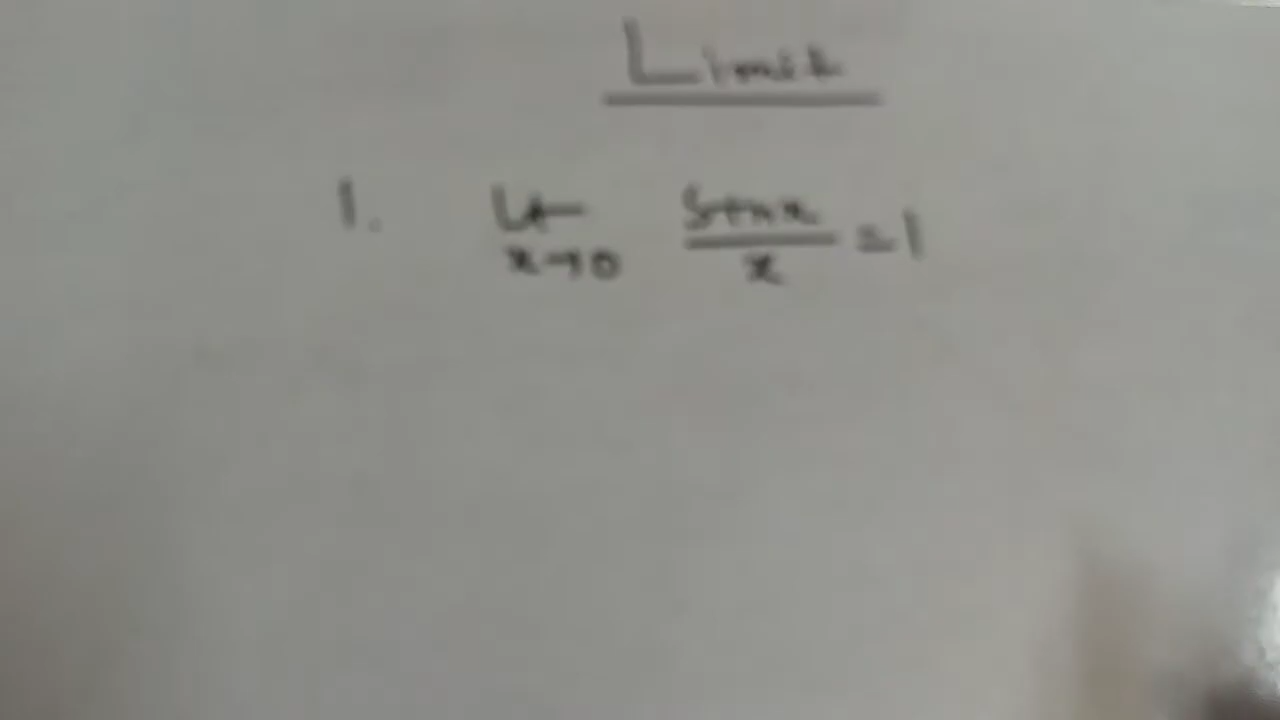 Limit
1. Lt x→0 sinx/x = 1